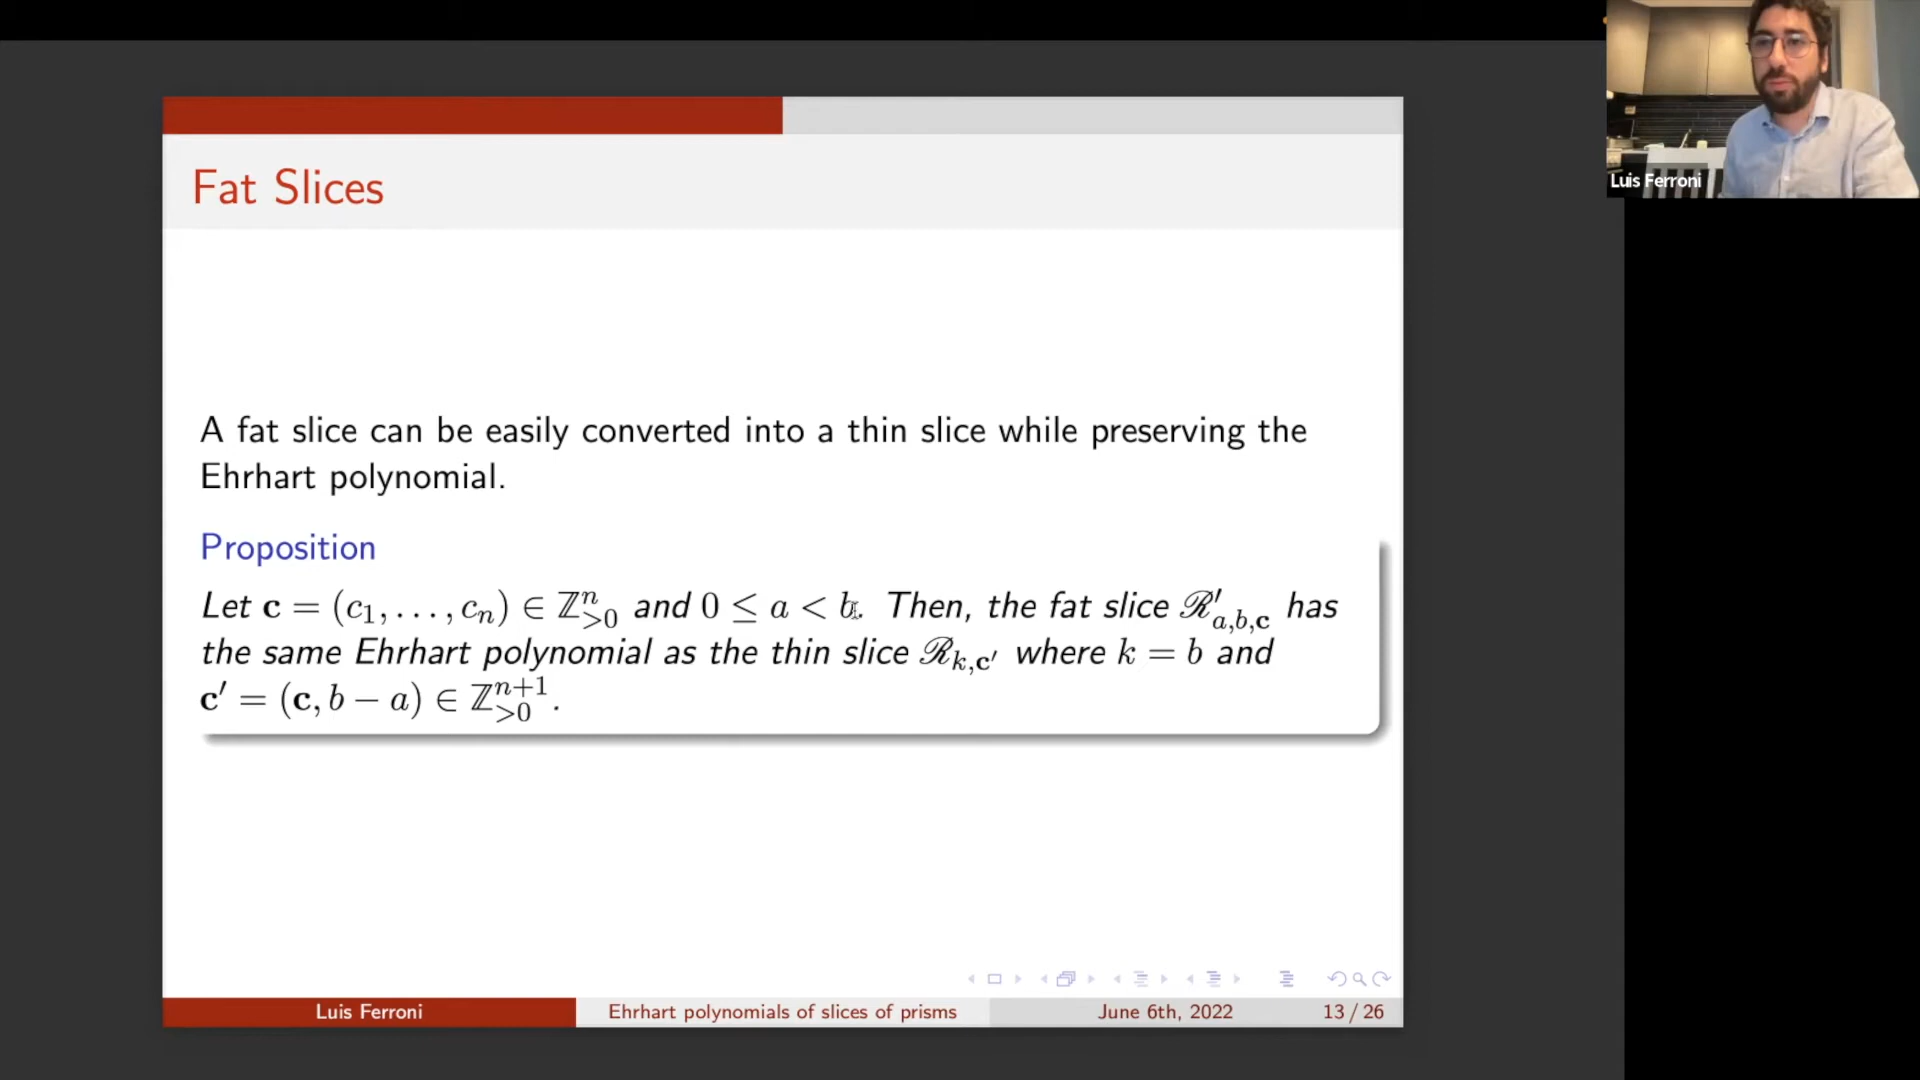 Luis Ferroni
Fat Slices
A fat slice can be easily converted into a thin slice while preserving the
Ehrhart polynomial.
Proposition
Let c = (c₁, . . . , cₙ) ∈ ℤⁿ_{>0} and 0 ≤ a < b. Then, the fat slice ℛ′_{a,b,c} has
the same Ehrhart polynomial as the thin slice ℛ_{k,c′} where k = b and
c′ = (c, b − a) ∈ ℤ^{n+1}_{>0}.
Luis Ferroni Ehrhart polynomials of slices of prisms June 6th, 2022 13 / 26